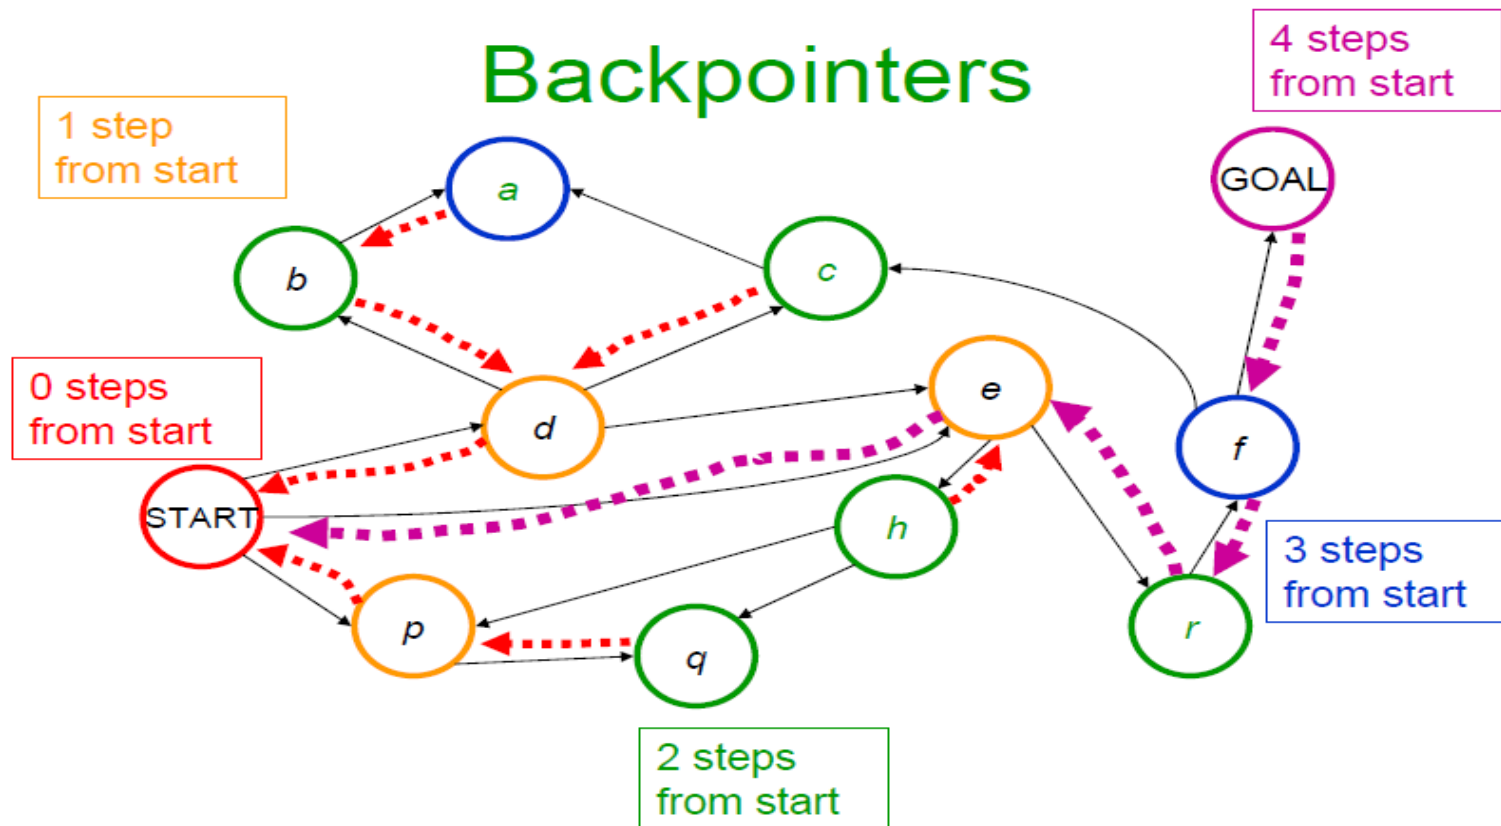 Backpointers
4 steps
from start
1 step
from start
a
GOAL
b
c
0 steps
from start
d
e
f
START
h
3 steps
from start
p
q
r
2 steps
from start